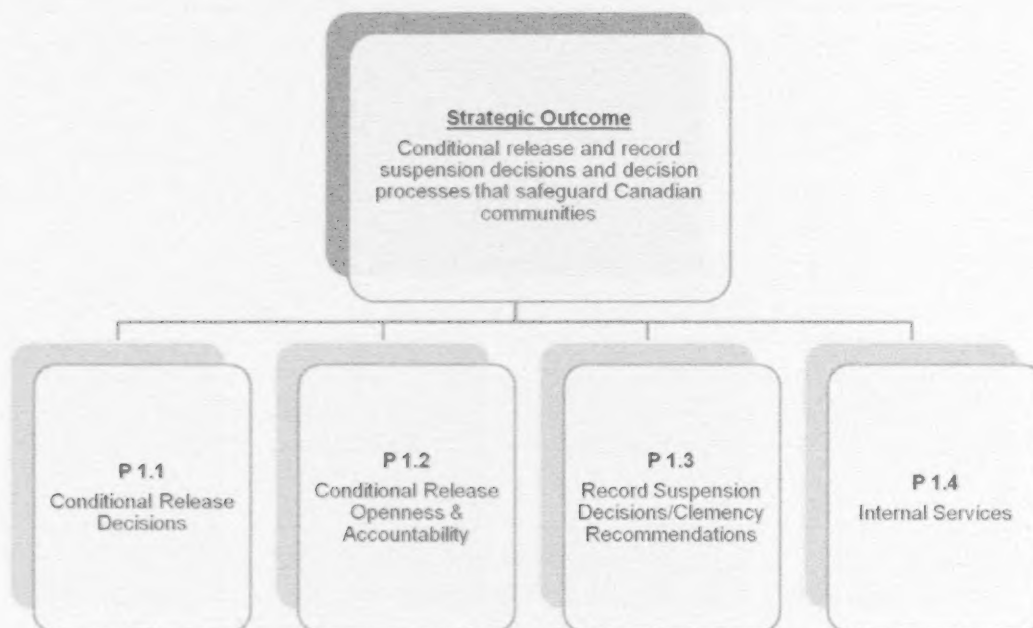 Strategic Outcome
Conditional release and record
suspension decisions and decision
processes that safeguard Canadian
communities
P 1.1
Conditional Release
Decisions
P 1.2
Conditional Release
Openness &
Accountability
P 1.3
Record Suspension
Decisions/Clemency
Recommendations
P 1.4
Internal Services